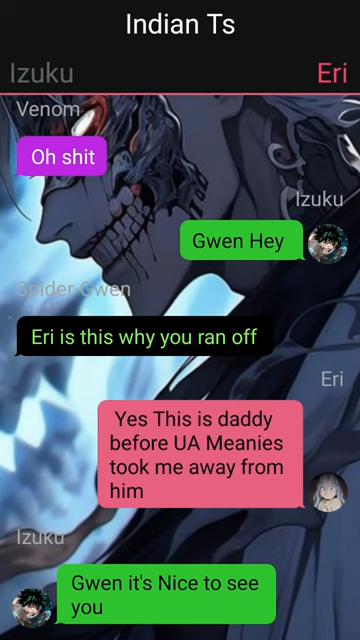 Indian Ts
Izuku
Eri
Venom
Oh shit
Izuku
Gwen Hey
Spider-Gwen
Eri is this why you ran off
Eri
Yes This is daddy
before UA Meanies
took me away from
him
Izuku
Gwen it's Nice to see
you